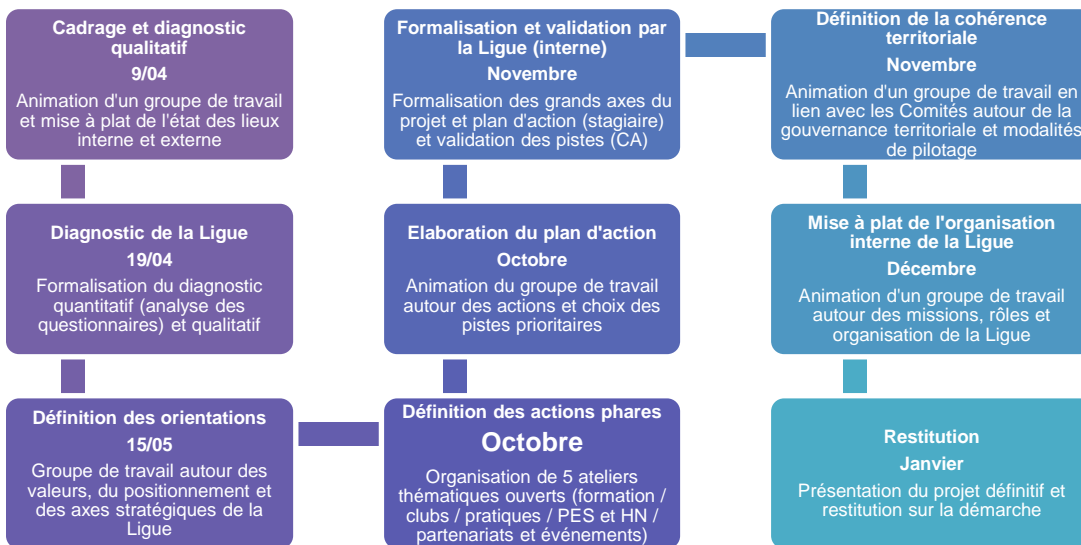 Cadrage et diagnostic
qualitatif
9/04
Animation d'un groupe de travail
et mise à plat de l'état des lieux
interne et externe
Diagnostic de la Ligue
19/04
Formalisation du diagnostic
quantitatif (analyse des
questionnaires) et qualitatif
Définition des orientations
15/05
Groupe de travail autour des
valeurs, du positionnement et
des axes stratégiques de la
Ligue
Définition des actions phares
Octobre
Organisation de 5 ateliers
thématiques ouverts (formation /
clubs / pratiques / PES et HN /
partenariats et événements)
Elaboration du plan d'action
Octobre
Animation du groupe de travail
autour des actions et choix des
pistes prioritaires
Formalisation et validation par
la Ligue (interne)
Novembre
Formalisation des grands axes du
projet et plan d'action (stagiaire)
et validation des pistes (CA)
Définition de la cohérence
territoriale
Novembre
Animation d'un groupe de travail en
lien avec les Comités autour de la
gouvernance territoriale et modalités
de pilotage
Mise à plat de l'organisation
interne de la Ligue
Décembre
Animation d'un groupe de travail
autour des missions, rôles et
organisation de la Ligue
Restitution
Janvier
Présentation du projet définitif et
restitution sur la démarche